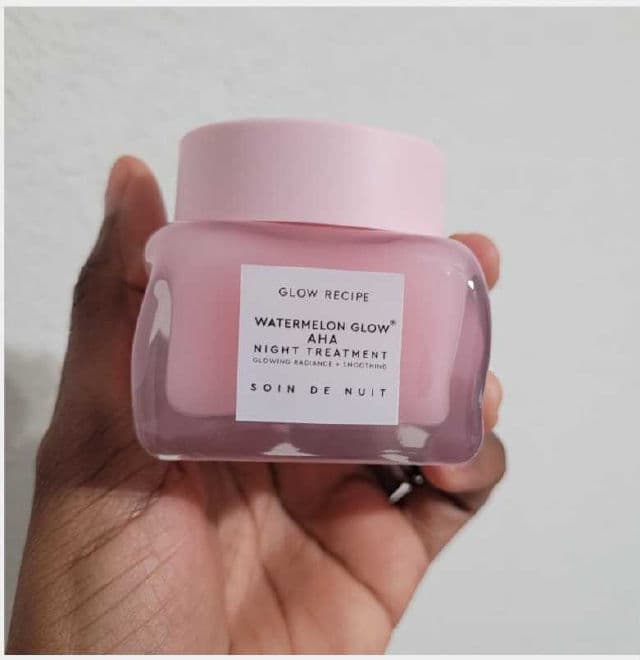 GLOW RECIPE
WATERMELON GLOW®
AHA
NIGHT TREATMENT
GLOWING RADIANCE + SMOOTHING
SOIN DE NUIT